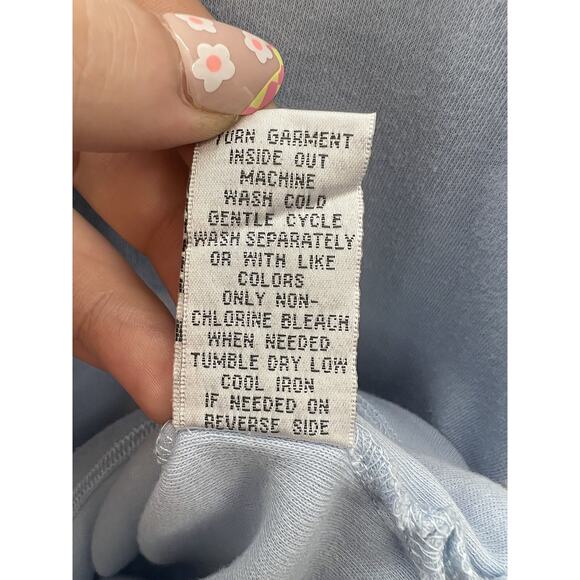 TURN GARMENT
INSIDE OUT
MACHINE
WASH COLD
GENTLE CYCLE
WASH SEPARATELY
OR WITH LIKE
COLORS
ONLY NON-
CHLORINE BLEACH
WHEN NEEDED
TUMBLE DRY LOW
COOL IRON
IF NEEDED ON
REVERSE SIDE